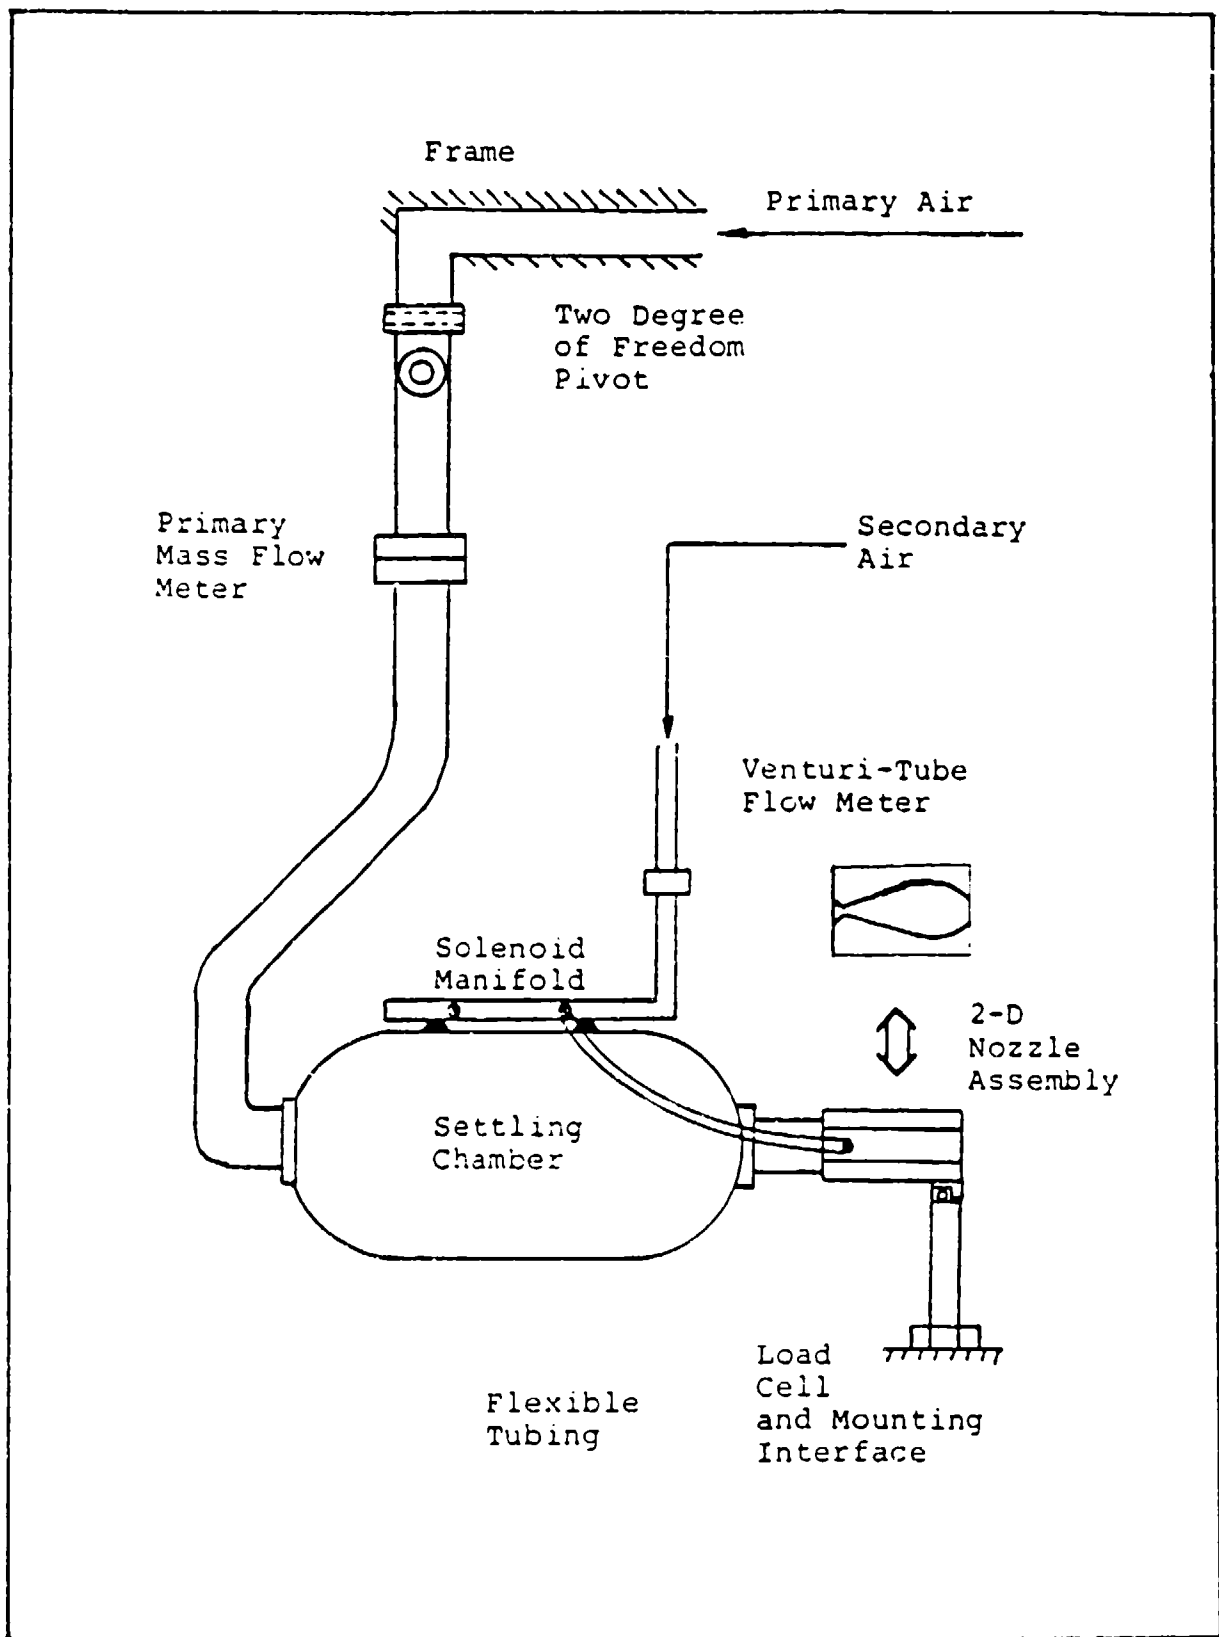 Frame
Primary Air
Two Degree
of Freedom
Pivot
Primary
Mass Flow
Meter
Secondary
Air
Venturi-Tube
Flow Meter
Solenoid
Manifold
2-D
Nozzle
Assembly
Settling
Chamber
Load
Cell
and Mounting
Interface
Flexible
Tubing